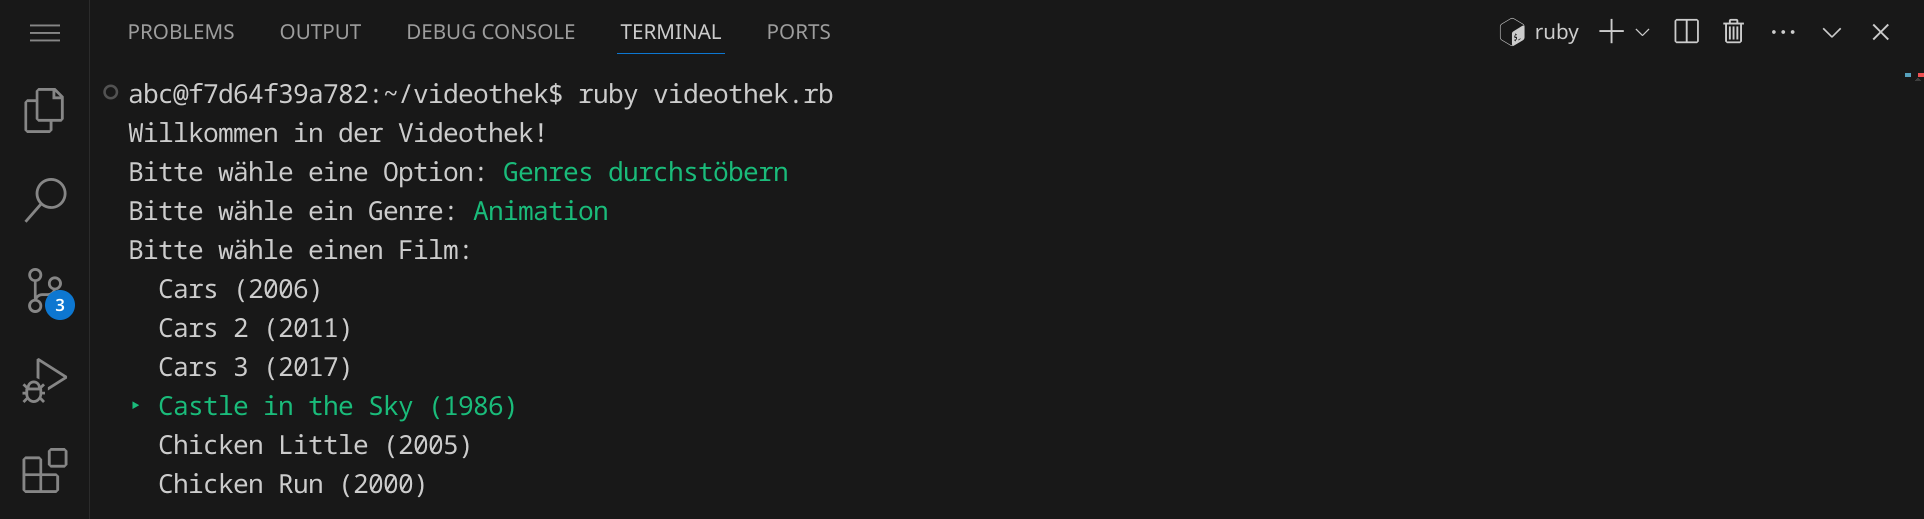 PROBLEMS OUTPUT DEBUG CONSOLE TERMINAL PORTS ruby
abc@f7d64f39a782:~/videothek$ ruby videothek.rb
Willkommen in der Videothek!
Bitte wähle eine Option: Genres durchstöbern
Bitte wähle ein Genre: Animation
Bitte wähle einen Film:
Cars (2006)
Cars 2 (2011)
Cars 3 (2017)
‣ Castle in the Sky (1986)
Chicken Little (2005)
Chicken Run (2000)
3